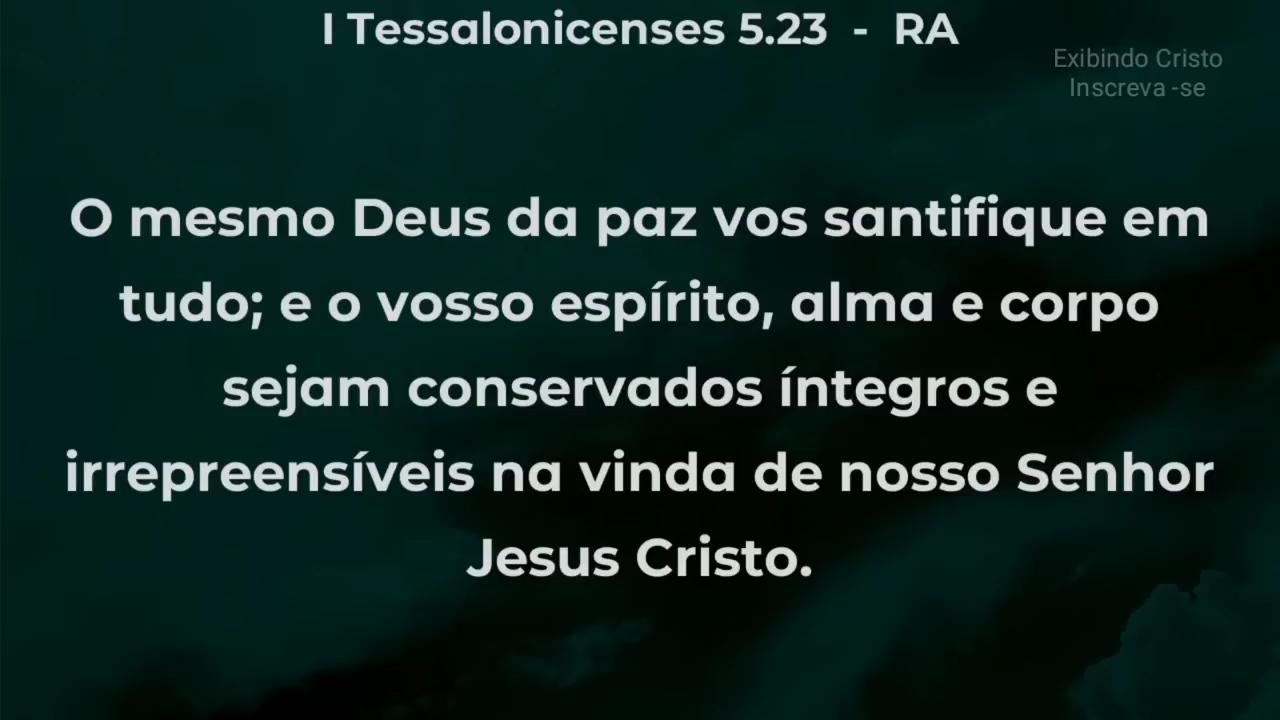 I Tessalonicenses 5.23 - RA
Exibindo Cristo
Inscreva -se
O mesmo Deus da paz vos santifique em
tudo; e o vosso espírito, alma e corpo
sejam conservados íntegros e
irrepreensíveis na vinda de nosso Senhor
Jesus Cristo.